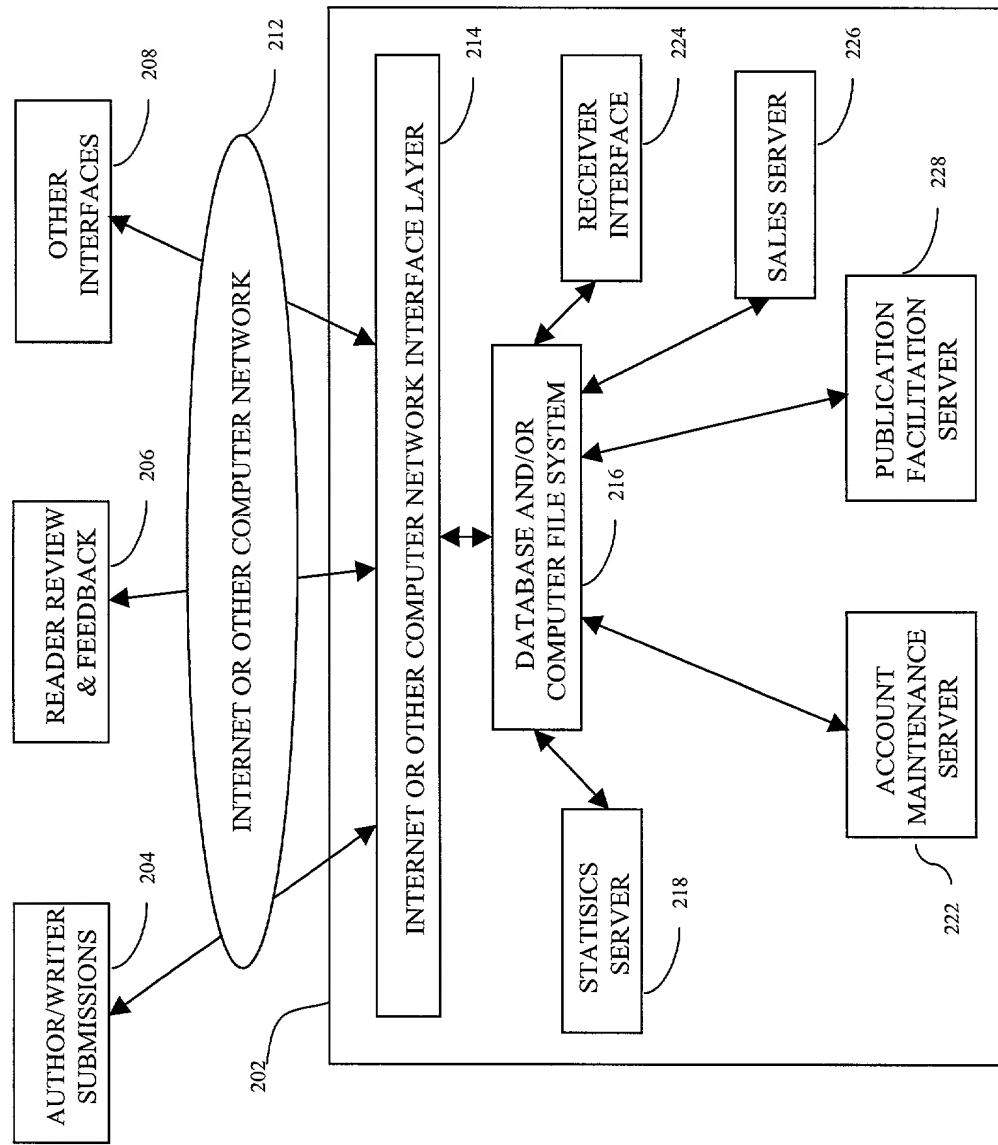 AUTHOR/WRITER
SUBMISSIONS
204
READER REVIEW
& FEEDBACK
206
OTHER
INTERFACES
208
INTERNET OR OTHER COMPUTER NETWORK
212
202
INTERNET OR OTHER COMPUTER NETWORK INTERFACE LAYER
214
DATABASE AND/OR
COMPUTER FILE SYSTEM
216
STATISICS
SERVER
218
RECEIVER
INTERFACE
224
SALES SERVER
226
ACCOUNT
MAINTENANCE
SERVER
222
PUBLICATION
FACILITATION
SERVER
228